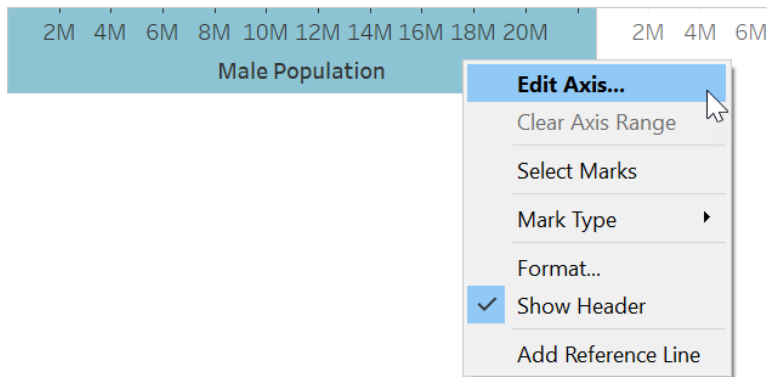 2M 4M 6M 8M 10M 12M 14M 16M 18M 20M 2M 4M 6M
Male Population
Edit Axis...
Clear Axis Range
Select Marks
Mark Type
Format...
Show Header
Add Reference Line